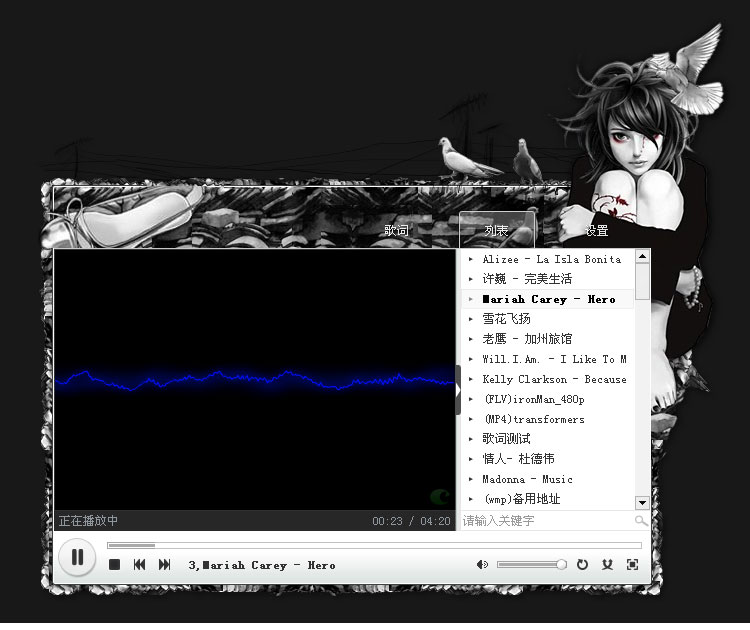 歌词 列表 设置
Alizee - La Isla Bonita
许巍 - 完美生活
Mariah Carey - Hero
雪花飞扬
老鹰 - 加州旅馆
Will.I.Am. - I Like To M
Kelly Clarkson - Because
(FLV)ironMan_480p
(MP4)transformers
歌词测试
情人- 杜德伟
Madonna - Music
(wmp)备用地址
正在播放中 00:23 / 04:20 请输入关键字
3,Mariah Carey - Hero